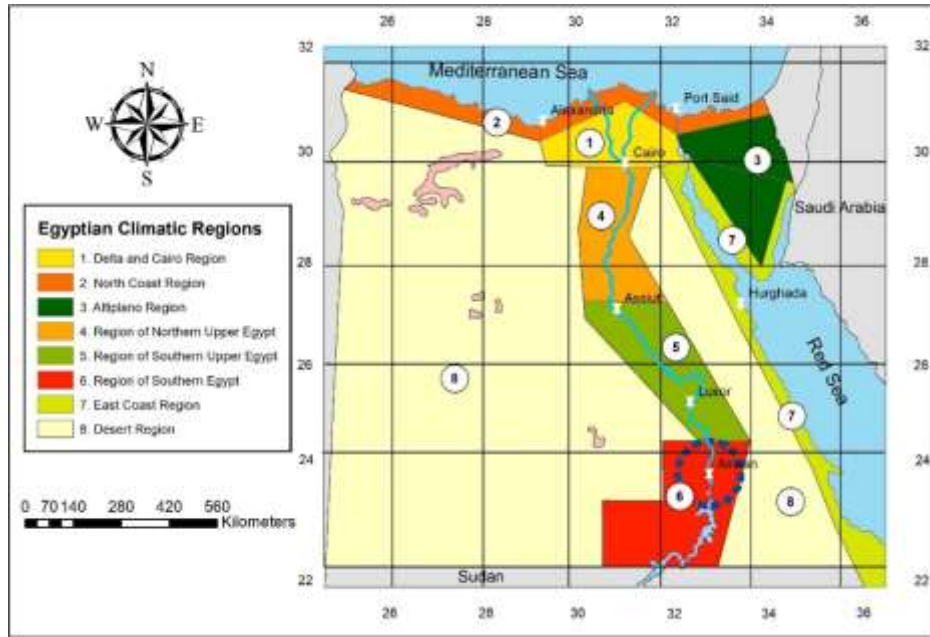 26 28 30 32 34 36
32 32
Mediterranean Sea
Port Said
Alexandria
N
W E
S
2
1
30 30
Cairo
3
Saudi Arabia
4
7
28 28
Egyptian Climatic Regions
1. Delta and Cairo Region
2 North Coast Region
3 Altiplano Region
4. Region of Northern Upper Egypt
5. Region of Southern Upper Egypt
6. Region of Southern Egypt
7. East Coast Region
8. Desert Region
Hurghada
Assiut
Red Sea
5
26 26
8
Luxor
7
24 24
Aswan
6
8
0 70 140 280 420 560
Kilometers
22 22
Sudan
26 28 30 32 34 36